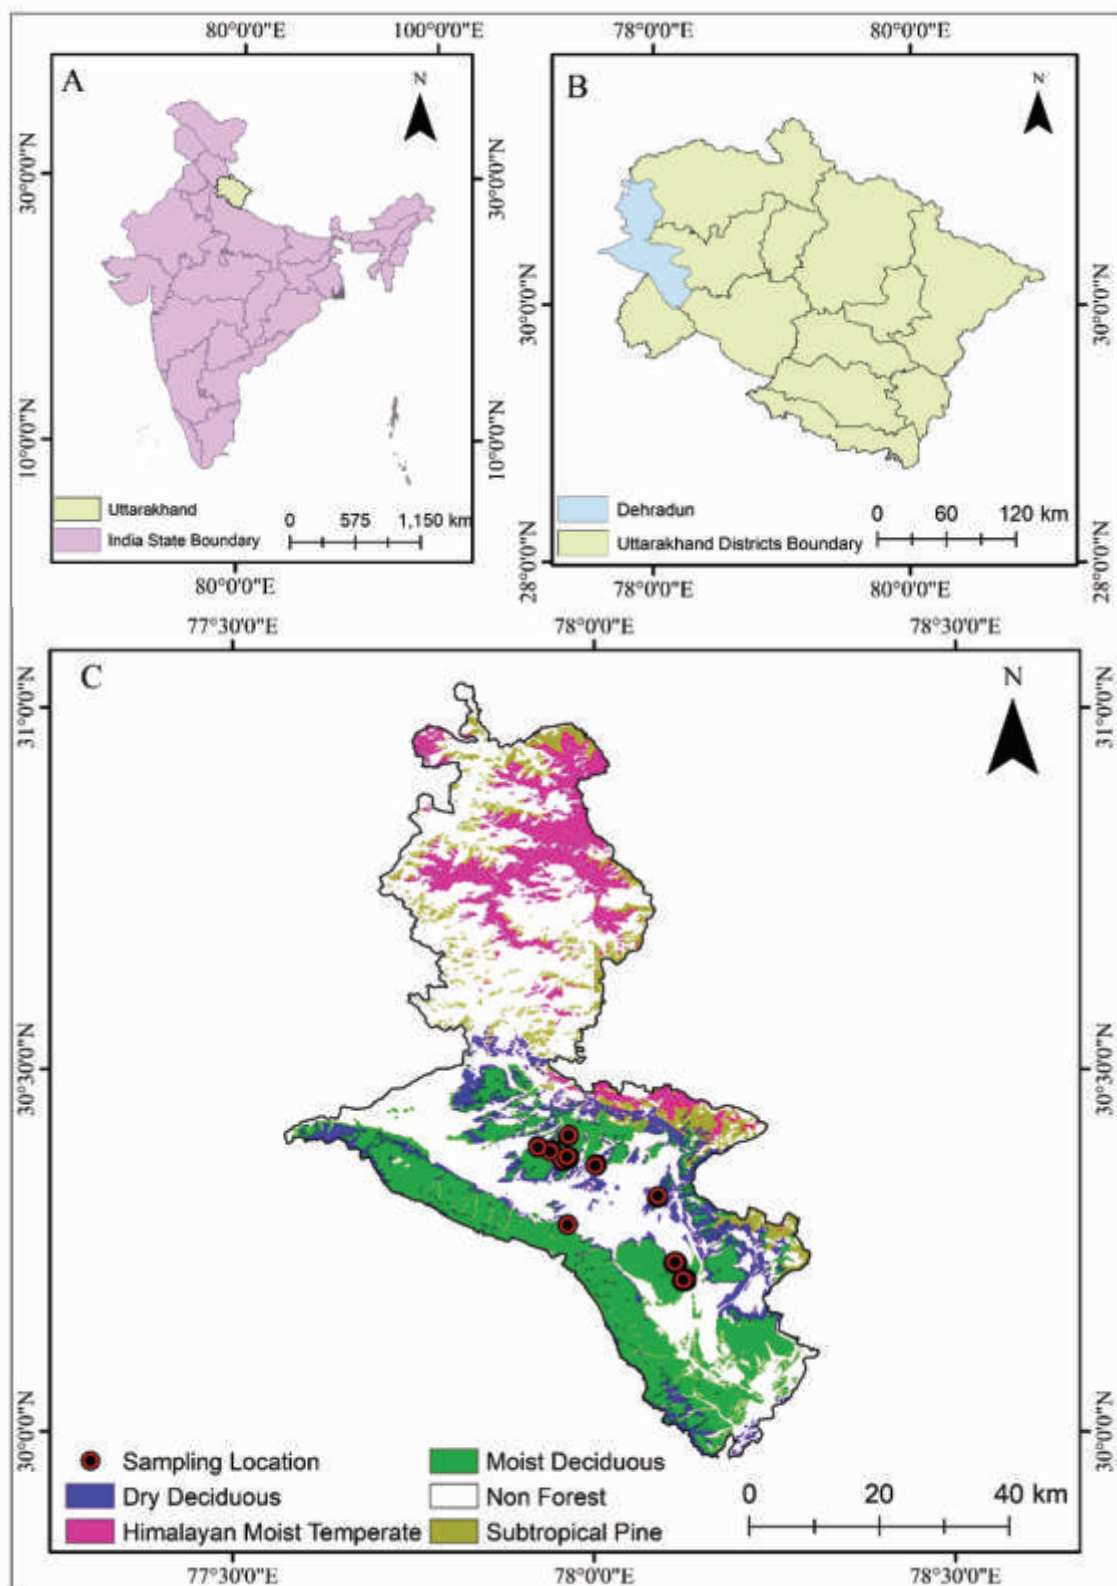 80°0'0"E 100°0'0"E
A
N
30°0'0"N 30°0'0"N
10°0'0"N 10°0'0"N
Uttarakhand
India State Boundary
0 575 1,150 km
80°0'0"E
78°0'0"E 80°0'0"E
B
N
30°0'0"N 30°0'0"N
Dehradun
Uttarakhand Districts Boundary
0 60 120 km
28°0'0"N 28°0'0"N
78°0'0"E 80°0'0"E
77°30'0"E 78°0'0"E 78°30'0"E
C
N
31°0'0"N 31°0'0"N
30°30'0"N 30°30'0"N
30°0'0"N 30°0'0"N
Sampling Location
Dry Deciduous
Himalayan Moist Temperate
Moist Deciduous
Non Forest
Subtropical Pine
0 20 40 km
77°30'0"E 78°0'0"E 78°30'0"E